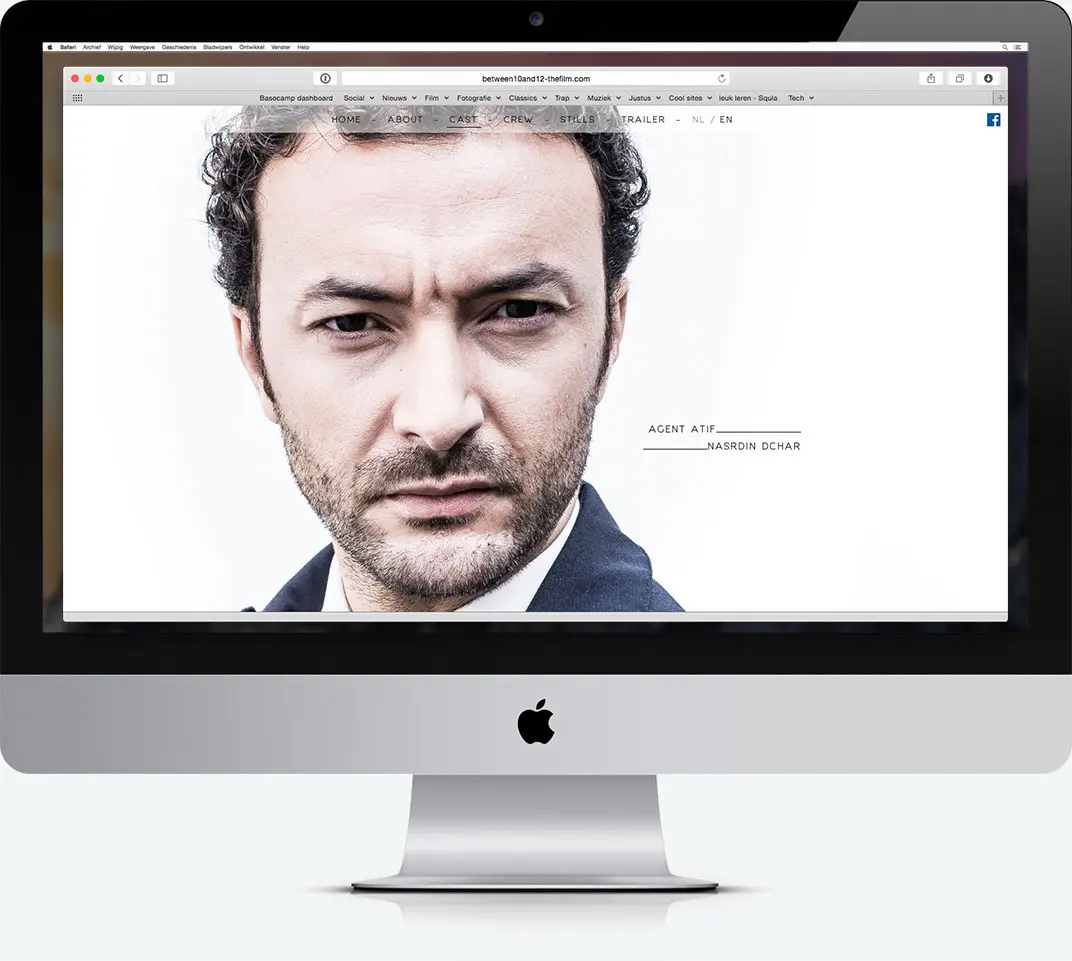 Safari Archief Wijzig Weergave Geschiedenis Bladwijzers Ontwikkel Venster Help
between10and12-thefilm.com
Basecamp dashboard Social Nieuws Film Fotografie Classics Trap Muziek Justus Cool sites leuk leren - Squla Tech
HOME - ABOUT - CAST - CREW - STILLS - TRAILER - NL / EN
AGENT ATIF
NASRDIN DCHAR